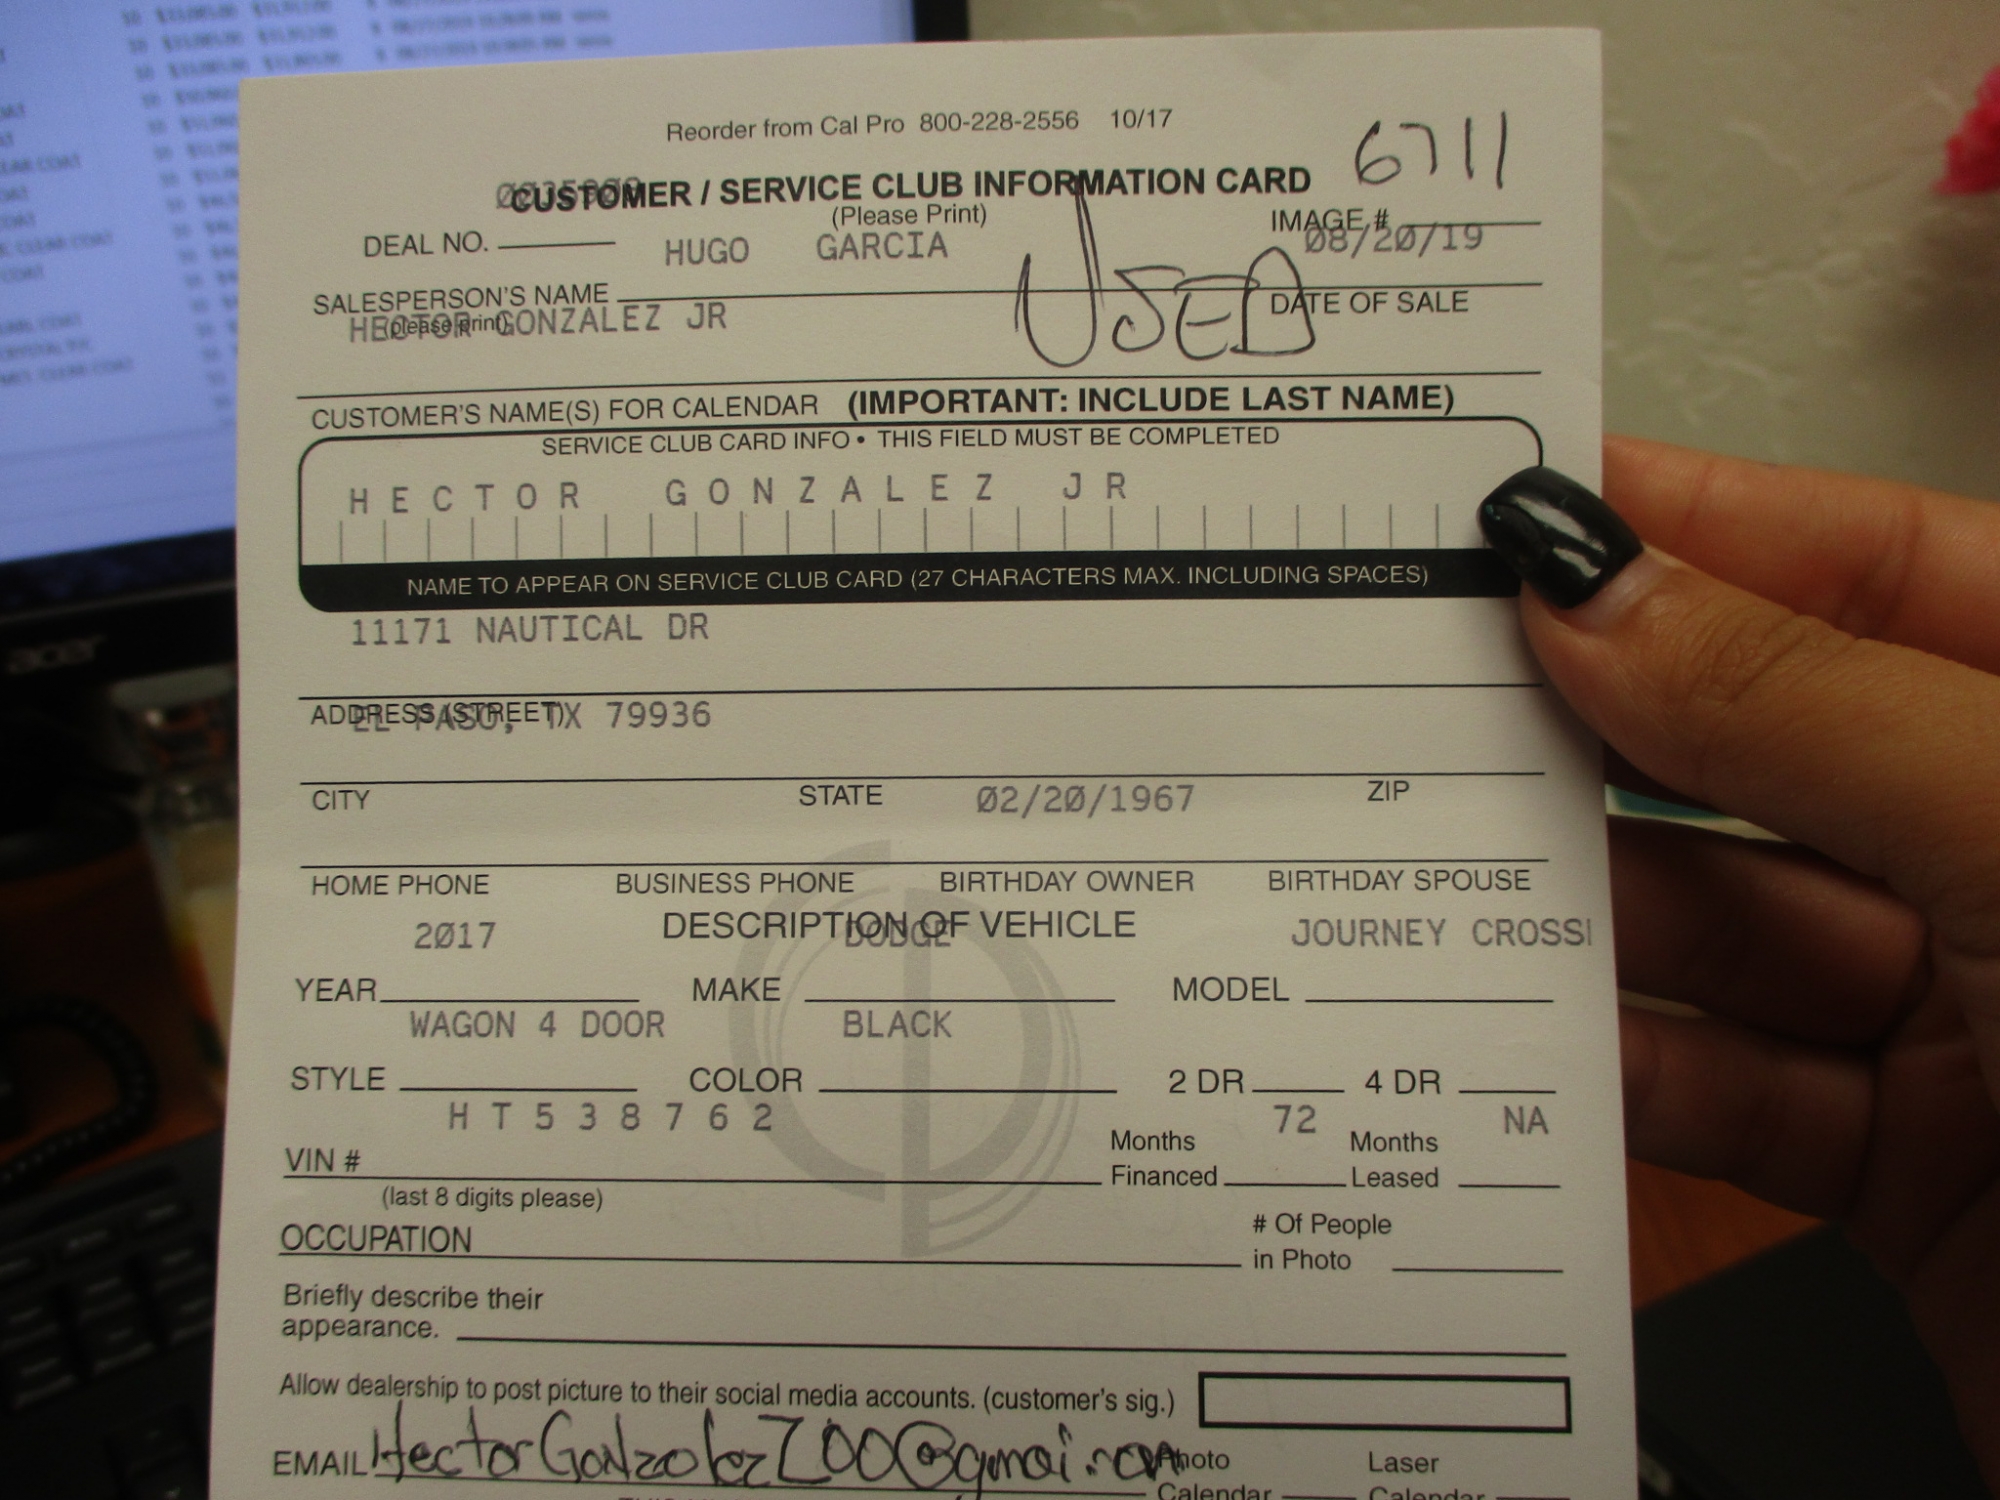 Reorder from Cal Pro 800-228-2556 10/17
6711
CUSTOMER / SERVICE CLUB INFORMATION CARD
(Please Print)
IMAGE #
DEAL NO. HUGO GARCIA 08/20/19
USED
SALESPERSON'S NAME DATE OF SALE
(please print)
HECTOR GONZALEZ JR
CUSTOMER'S NAME(S) FOR CALENDAR (IMPORTANT: INCLUDE LAST NAME)
SERVICE CLUB CARD INFO • THIS FIELD MUST BE COMPLETED
HECTOR GONZALEZ JR
NAME TO APPEAR ON SERVICE CLUB CARD (27 CHARACTERS MAX. INCLUDING SPACES)
11171 NAUTICAL DR
ADDRESS (STREET)
EL PASO, TX 79936
CITY STATE ZIP
02/20/1967
HOME PHONE BUSINESS PHONE BIRTHDAY OWNER BIRTHDAY SPOUSE
DESCRIPTION OF VEHICLE
2017 DODGE JOURNEY CROSS
YEAR MAKE MODEL
WAGON 4 DOOR BLACK
STYLE COLOR 2 DR 4 DR
HT538762 72 NA
VIN # Months Financed Months Leased
(last 8 digits please)
OCCUPATION # Of People in Photo
Briefly describe their
appearance.
Allow dealership to post picture to their social media accounts. (customer's sig.)
EMAIL Photo Calendar Laser Calendar
acer